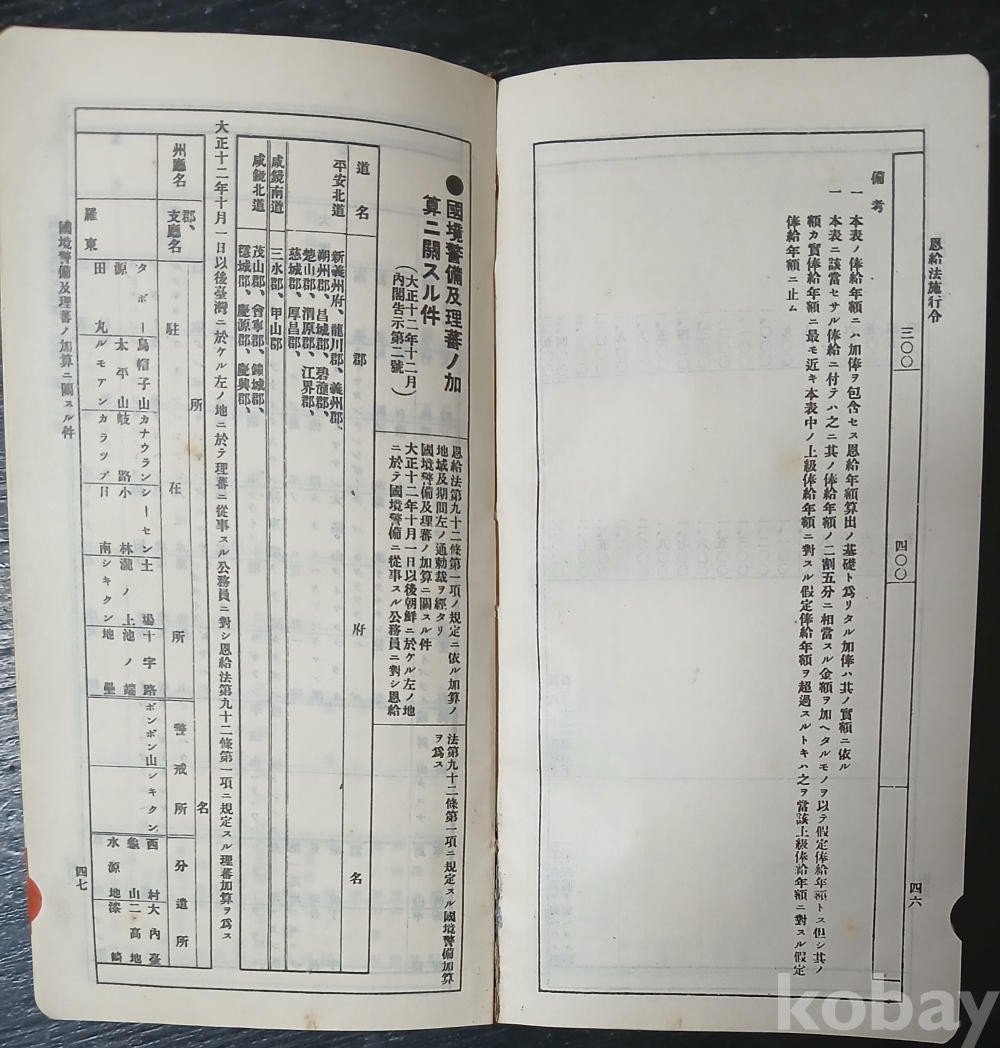 恩給法施行令
四六
三〇〇
四〇〇
備考
一 本表ノ俸給年額ニハ加俸ヲ包含セス恩給年額算出ノ基礎ト爲リタル加俸ハ其ノ實額ニ依ル
一 本表ニ該當セサル俸給ニ付テハ之ニ其ノ俸給年額ノ二割五分ニ相當スル金額ヲ加ヘタルモノヲ以テ假定俸給年額トス但シ其ノ
額カ實俸給年額ニ最モ近キ本表中ノ上級俸給年額ニ對スル假定俸給年額ヲ超過スルトキハ之ヲ當該上級俸給年額ニ對スル假定
俸給年額ニ止ム
●國境警備及理蕃ノ加
算ニ關スル件
(大正十二年十二月
內閣告示第二號)
恩給法第九十二條第一項ノ規定ニ依ル加算ノ
地域及期間左ノ通勅裁ヲ經タリ
國境警備及理蕃ノ加算ニ關スル件
大正十二年十月一日以後朝鮮ニ於ケル左ノ地
ニ於テ國境警備ニ從事スル公務員ニ對シ恩給
法第九十二條第一項ニ規定スル國境警備加算
ヲ爲ス
道名
郡府名
平安北道
新義州府、龍川郡、義州郡、
朔州郡、昌城郡、碧潼郡、
楚山郡、渭原郡、江界郡、
慈城郡、厚昌郡、
咸鏡南道
三水郡、甲山郡
咸鏡北道
茂山郡、會寧郡、鐘城郡、
穩城郡、慶源郡、慶興郡、
大正十二年十月一日以後臺灣ニ於ケル左ノ地ニ於テ理蕃ニ從事スル公務員ニ對シ恩給法第九十二條第一項ニ規定スル理蕃加算ヲ爲ス
州廳名
郡、支廳名
駐在所名
駐在所
警戒所
分遣所
羅東
タボー 烏帽子山 カナウランシーセン 土場 十字路
源 太平山 岐路 小林 瀧ノ上 池ノ端
田丸 ルモアン カラップ 日南 シキクン 地壘
ボンボン山 シキクン
西村 大內臺
龜山 二高地
水源地 漆崎
國境警備及理蕃ノ加算ニ關スル件
四七
kobay